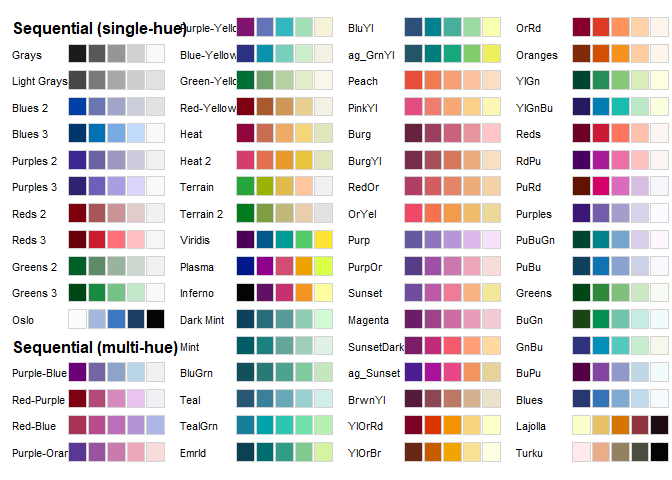 Sequential (single-hue)
Grays
Light Grays
Blues 2
Blues 3
Purples 2
Purples 3
Reds 2
Reds 3
Greens 2
Greens 3
Oslo
Sequential (multi-hue)
Purple-Blue
Red-Purple
Red-Blue
Purple-Oran
Purple-Yello
Blue-Yellow
Green-Yello
Red-Yellow
Heat
Heat 2
Terrain
Terrain 2
Viridis
Plasma
Inferno
Dark Mint
Mint
BluGrn
Teal
TealGrn
Emrld
BluYl
ag_GrnYl
Peach
PinkYl
Burg
BurgYl
RedOr
OrYel
Purp
PurpOr
Sunset
Magenta
SunsetDark
ag_Sunset
BrwnYl
YlOrRd
YlOrBr
OrRd
Oranges
YlGn
YlGnBu
Reds
RdPu
PuRd
Purples
PuBuGn
PuBu
Greens
BuGn
GnBu
BuPu
Blues
Lajolla
Turku